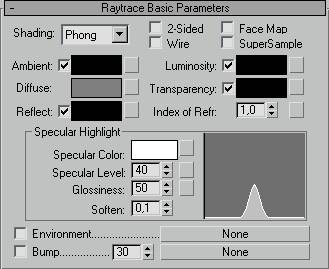 - Raytrace Basic Parameters
Shading: Phong 2-Sided Face Map
Wire SuperSample
Ambient: Luminosity:
Diffuse: Transparency:
Reflect: Index of Refr: 1,0
Specular Highlight
Specular Color:
Specular Level: 40
Glossiness: 50
Soften: 0,1
Environment..................... None
Bump................. 30 None